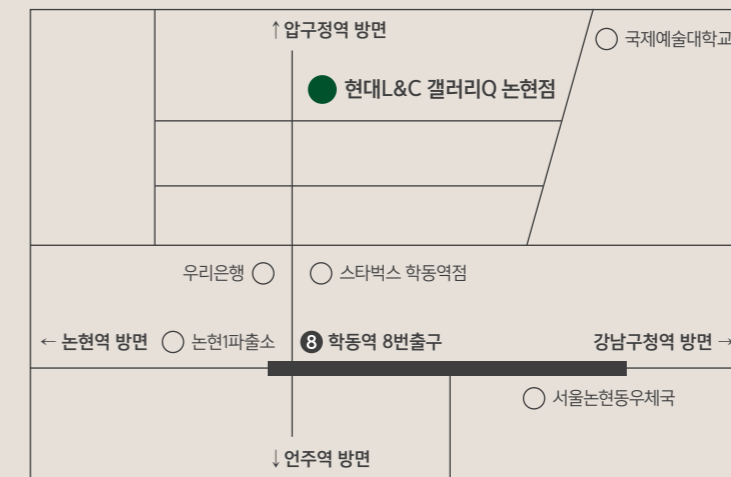 ↑압구정역 방면
국제예술대학교
현대L&C 갤러리Q 논현점
우리은행
스타벅스 학동역점
← 논현역 방면
논현1파출소
8 학동역 8번출구
강남구청역 방면 →
서울논현동우체국
↓언주역 방면